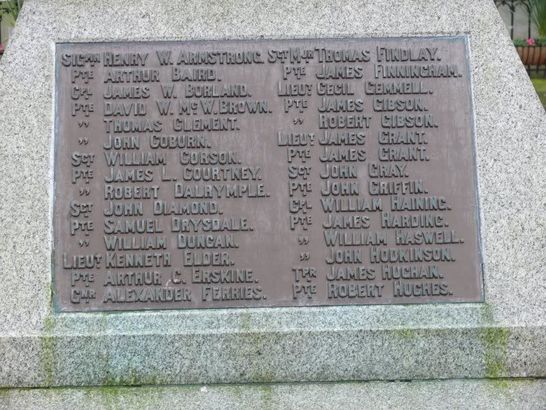 SIGMN HENRY W. ARMSTRONG.
PTE ARTHUR BAIRD.
CPL JAMES W. BORLAND.
PTE DAVID W. McW. BROWN.
" THOMAS CLEMENT.
" JOHN COBURN.
SGT WILLIAM CORSON.
PTE JAMES L. COURTNEY.
" ROBERT DALRYMPLE.
SGT JOHN DIAMOND.
PTE SAMUEL DRYSDALE.
" WILLIAM DUNCAN.
LIEUT KENNETH ELDER.
PTE ARTHUR C. ERSKINE.
GNR ALEXANDER FERRIES.
SGT MJR THOMAS FINDLAY.
PTE JAMES FINNINGHAM.
LIEUT CECIL GEMMELL.
PTE JAMES GIBSON.
" ROBERT GIBSON.
LIEUT JAMES GRANT.
PTE JAMES GRANT.
SGT JOHN GRAY.
PTE JOHN GRIFFIN.
CPL WILLIAM HAINING.
PTE JAMES HARDING.
" WILLIAM HASWELL.
" JOHN HODKINSON.
TPR JAMES HUCHAN.
PTE ROBERT HUGHES.